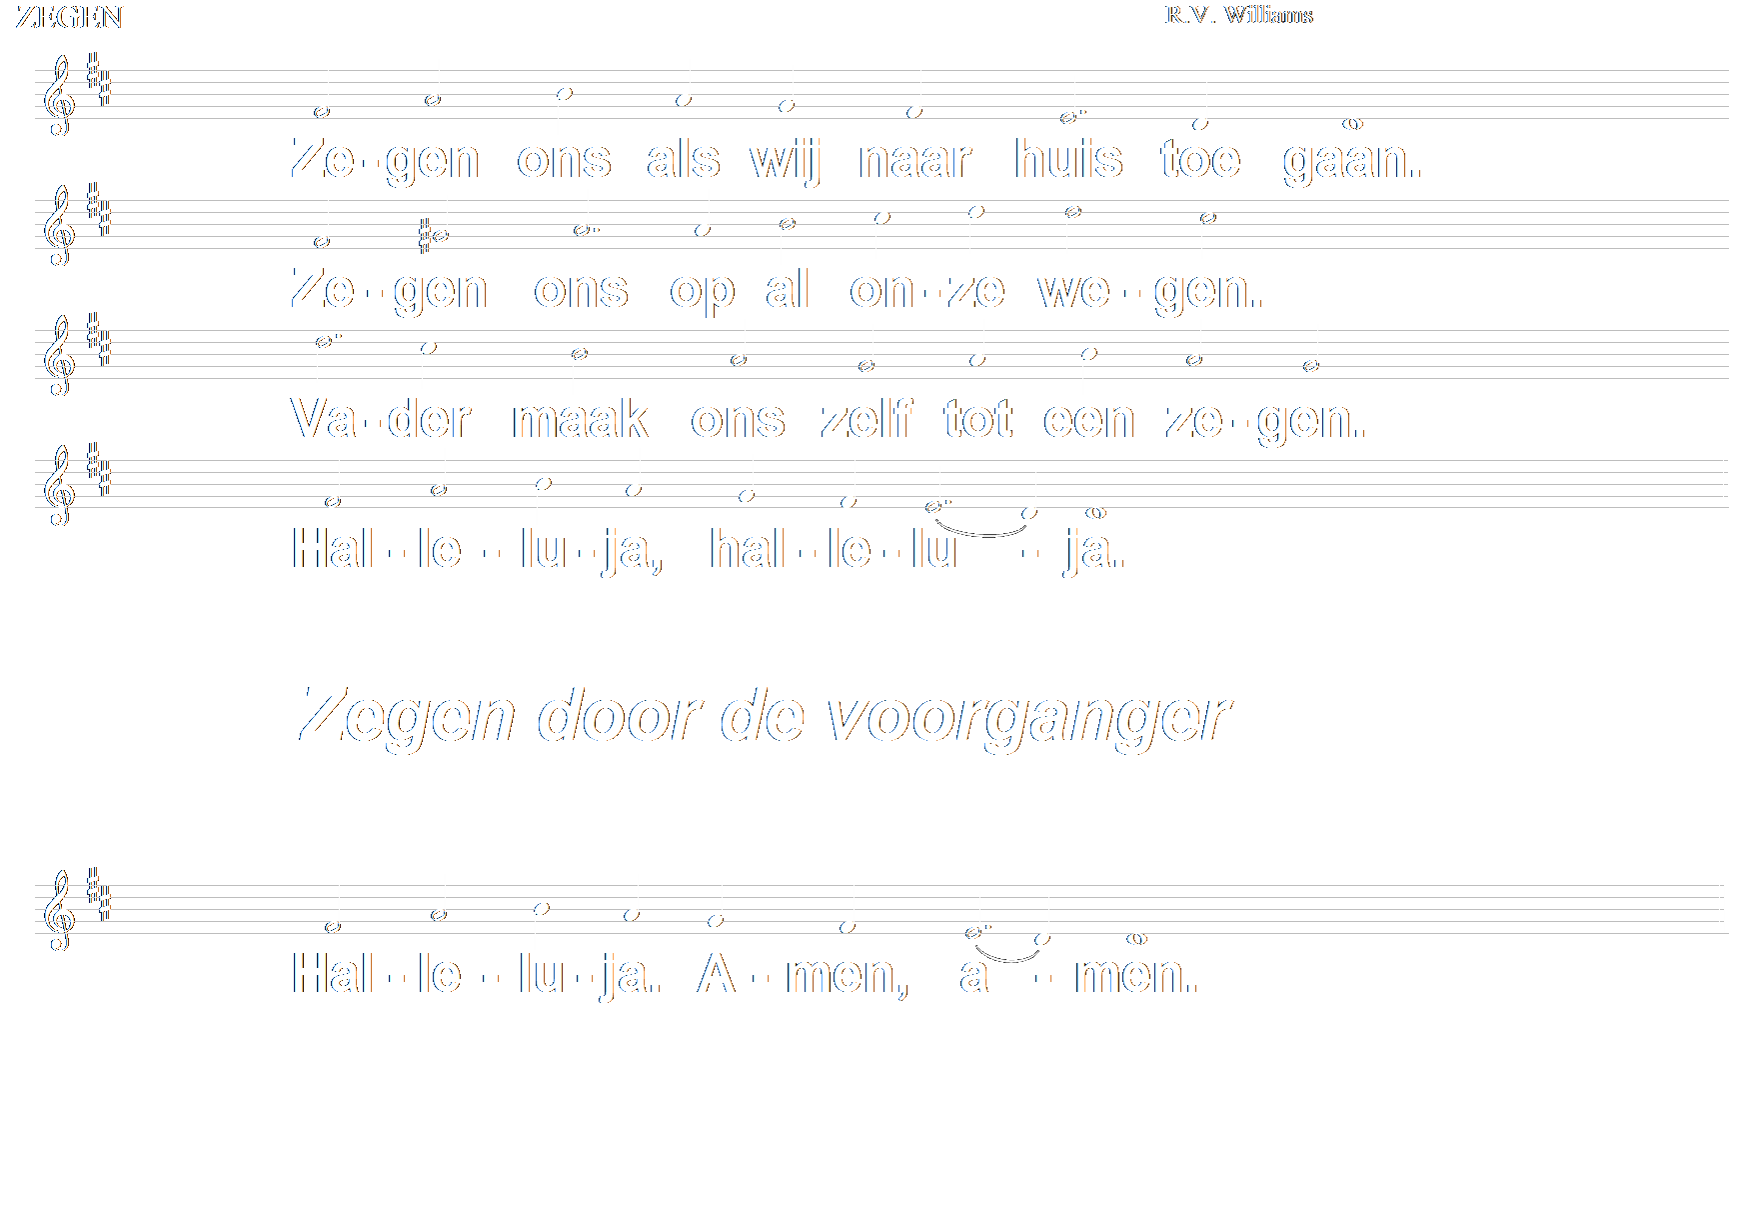 ZEGEN R.V. Williams
Ze-gen ons als wij naar huis toe gaan.
Ze-gen ons op al on-ze we-gen.
Va-der maak ons zelf tot een ze-gen.
Hal-le-lu-ja, hal-le-lu-ja.
Zegen door de voorganger
Hal-le-lu-ja. A-men, a-men.